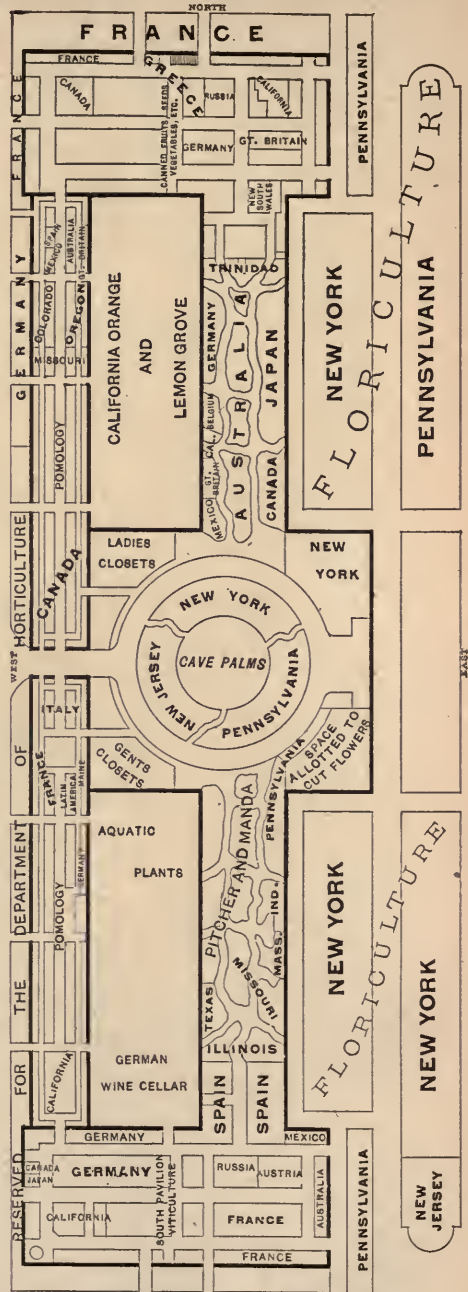 NORTH
FRANCE
FRANCE
GREECE
CANADA
RUSSIA
CALIFORNIA
CANNED FRUITS, SEEDS
VEGETABLES, ETC.
GERMANY
GT. BRITAIN
PENNSYLVANIA
FRANCE
NEW
SOUTH
WALES
SPAIN
MEXICO
AUSTRALIA
GT. BRITAIN
TRINIDAD
GERMANY
COLORADO
OREGON
MISSOURI
CALIFORNIA ORANGE
AND
LEMON GROVE
GERMANY
AUSTRALIA
JAPAN
NEW YORK
FLORICULTURE
PENNSYLVANIA
POMOLOGY
CAL.
BELGIUM
GT.
BRITAIN
MEXICO
CANADA
CANADA
LADIES
CLOSETS
NEW
YORK
NEW YORK
NEW JERSEY
PENNSYLVANIA
CAVE PALMS
WEST
EAST
RESERVED FOR THE DEPARTMENT OF HORTICULTURE
ITALY
FRANCE
LATIN
AMERICA
MAINE
GENTS
CLOSETS
PENNSYLVANIA
SPACE
ALLOTTED TO
CUT FLOWERS
GERMANY
POMOLOGY
AQUATIC
PLANTS
PITCHER AND MANDA
IND.
MASS.
MISSOURI
TEXAS
NEW YORK
FLORICULTURE
NEW YORK
ILLINOIS
CALIFORNIA
GERMAN
WINE CELLAR
SPAIN
SPAIN
GERMANY
MEXICO
CANADA
JAPAN
GERMANY
SOUTH PAVILION
VITICULTURE
RUSSIA
AUSTRIA
AUSTRALIA
PENNSYLVANIA
NEW
JERSEY
CALIFORNIA
FRANCE
FRANCE